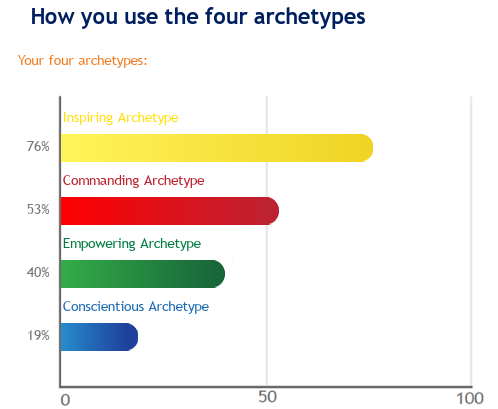 How you use the four archetypes
Your four archetypes:
Inspiring Archetype
76%
Commanding Archetype
53%
Empowering Archetype
40%
Conscientious Archetype
19%
0
50
100